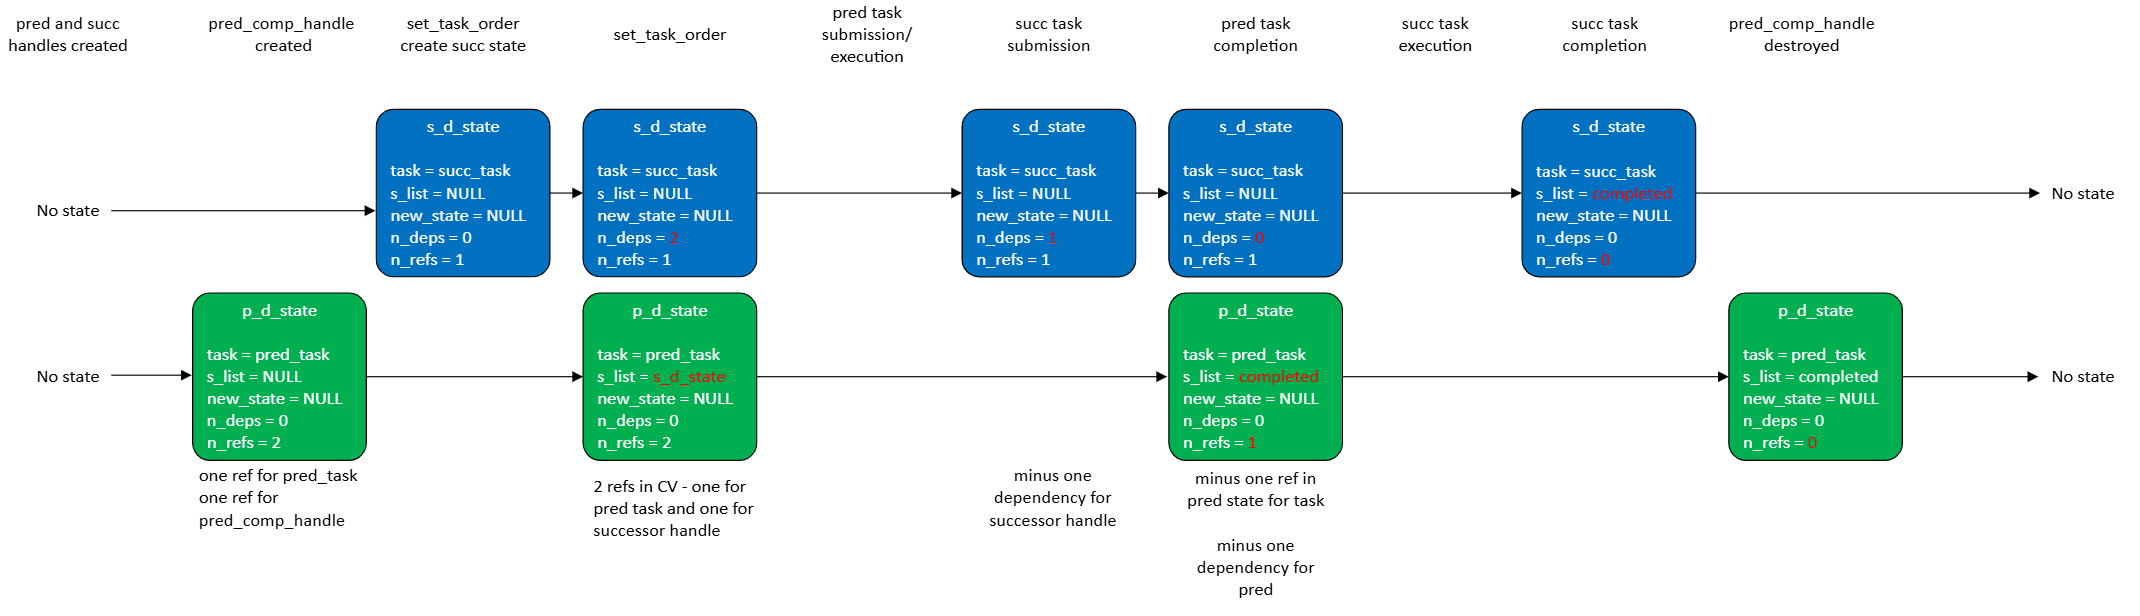 pred and succ
handles created
pred_comp_handle
created
set_task_order
create succ state
set_task_order
pred task
submission/
execution
succ task
submission
pred task
completion
succ task
execution
succ task
completion
pred_comp_handle
destroyed
No state
s_d_state
task = succ_task
s_list = NULL
new_state = NULL
n_deps = 0
n_refs = 1
s_d_state
task = succ_task
s_list = NULL
new_state = NULL
n_deps = 2
n_refs = 1
s_d_state
task = succ_task
s_list = NULL
new_state = NULL
n_deps = 1
n_refs = 1
s_d_state
task = succ_task
s_list = NULL
new_state = NULL
n_deps = 0
n_refs = 1
s_d_state
task = succ_task
s_list = completed
new_state = NULL
n_deps = 0
n_refs = 0
No state
No state
p_d_state
task = pred_task
s_list = NULL
new_state = NULL
n_deps = 0
n_refs = 2
p_d_state
task = pred_task
s_list = s_d_state
new_state = NULL
n_deps = 0
n_refs = 2
p_d_state
task = pred_task
s_list = completed
new_state = NULL
n_deps = 0
n_refs = 1
p_d_state
task = pred_task
s_list = completed
new_state = NULL
n_deps = 0
n_refs = 0
No state
one ref for pred_task
one ref for
pred_comp_handle
2 refs in CV - one for
pred task and one for
successor handle
minus one
dependency for
successor handle
minus one ref in
pred state for task
minus one
dependency for
pred